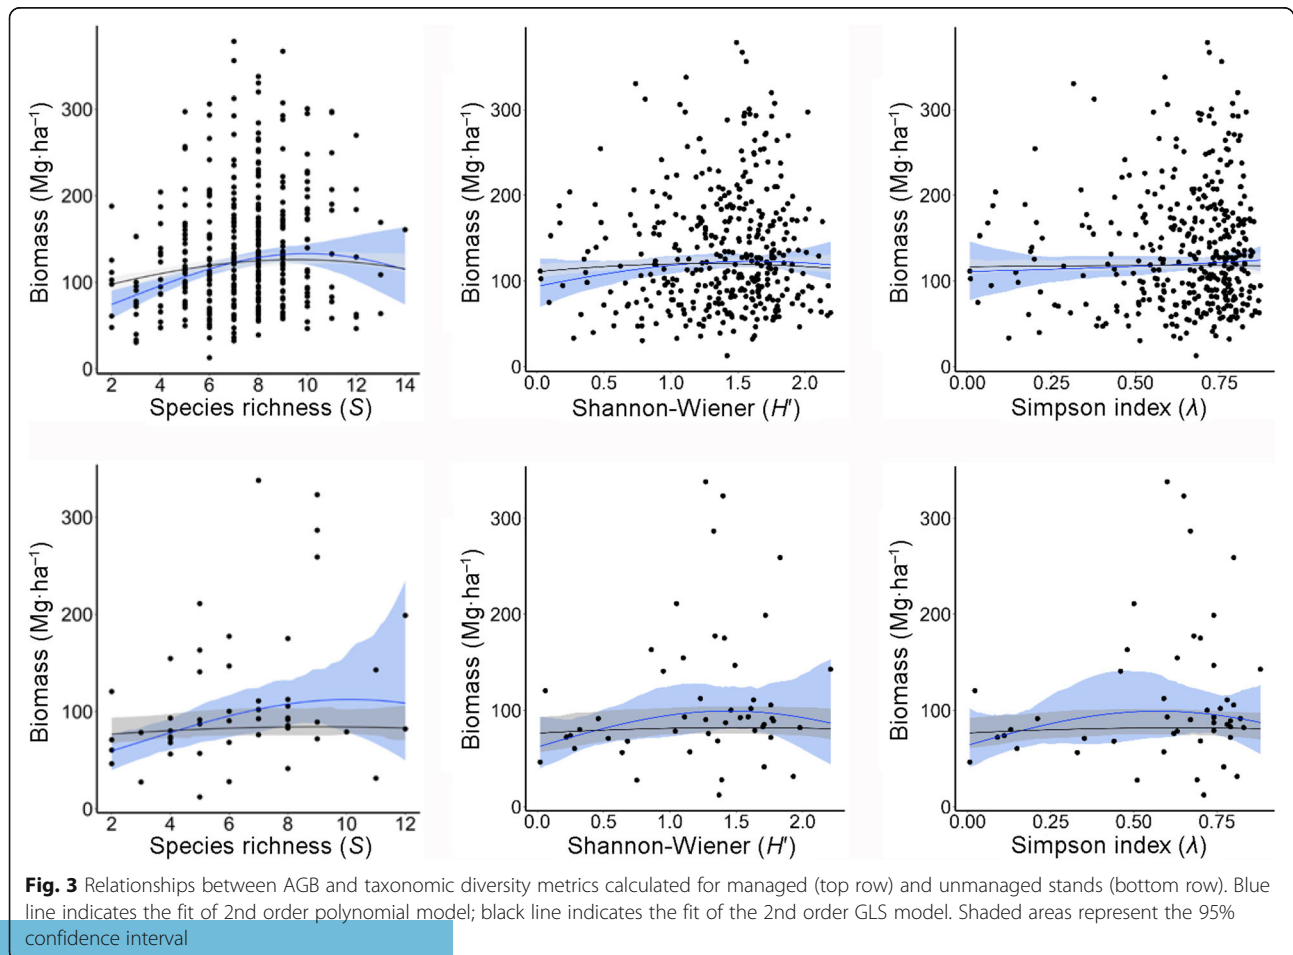 Biomass (Mg·ha⁻¹)
300
200
100
0
2 4 6 8 10 12 14
Species richness (S)
Biomass (Mg·ha⁻¹)
300
200
100
0
0.0 0.5 1.0 1.5 2.0
Shannon-Wiener (H')
Biomass (Mg·ha⁻¹)
300
200
100
0
0.00 0.25 0.50 0.75
Simpson index (λ)
Biomass (Mg·ha⁻¹)
300
200
100
0
2 4 6 8 10 12
Species richness (S)
Biomass (Mg·ha⁻¹)
300
200
100
0
0.0 0.5 1.0 1.5 2.0
Shannon-Wiener (H')
Biomass (Mg·ha⁻¹)
300
200
100
0
0.00 0.25 0.50 0.75
Simpson index (λ)
Fig. 3 Relationships between AGB and taxonomic diversity metrics calculated for managed (top row) and unmanaged stands (bottom row). Blue
line indicates the fit of 2nd order polynomial model; black line indicates the fit of the 2nd order GLS model. Shaded areas represent the 95%
confidence interval